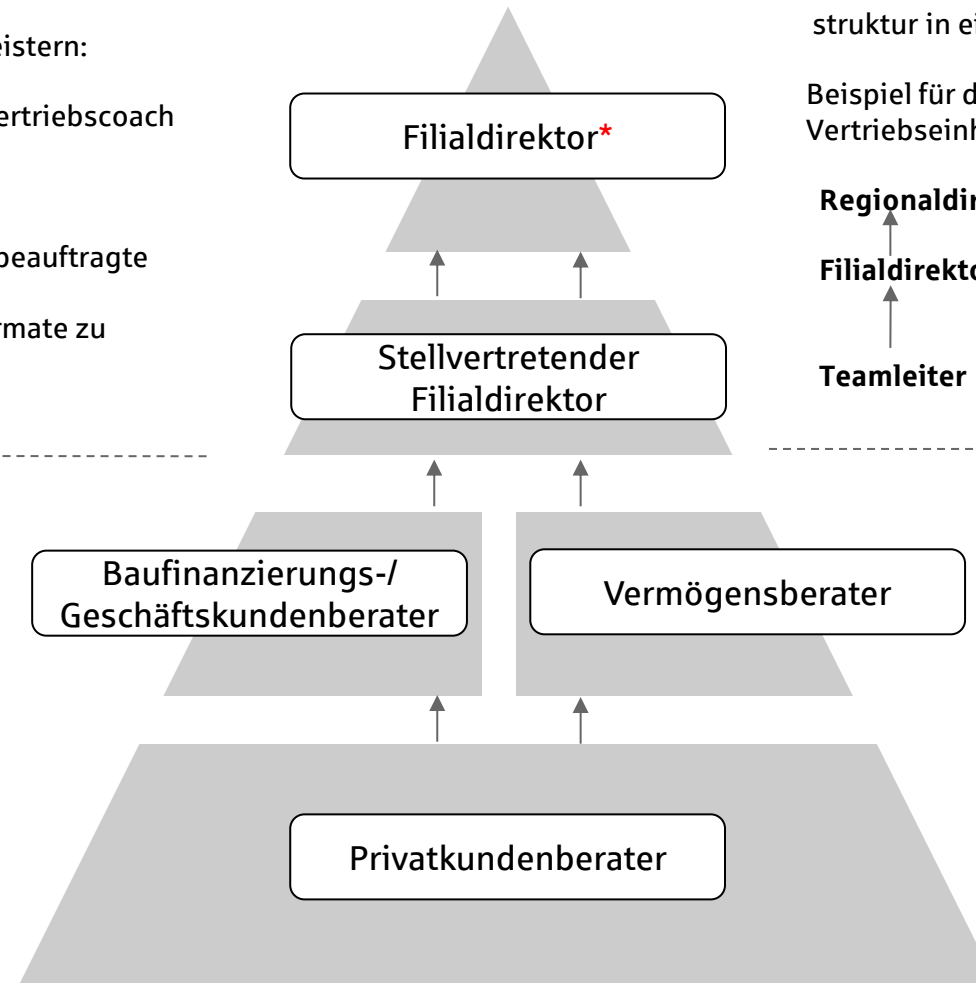 eistern:
ertriebscoach
beauftragte
rmate zu
Filialdirektor*
Stellvertretender
Filialdirektor
Baufinanzierungs-/
Geschäftskundenberater
Vermögensberater
Privatkundenberater
struktur in ei
Beispiel für d
Vertriebseinh
Regionaldir
Filialdirekto
Teamleiter